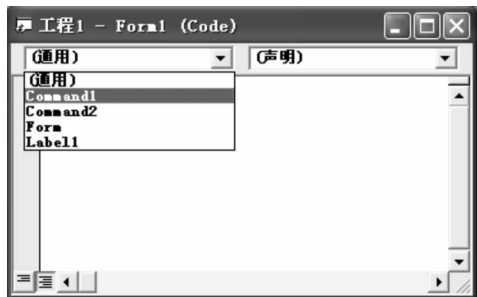 工程1 - Form1 (Code)
(通用) (声明)
(通用)
Command1
Command2
Form
Label1